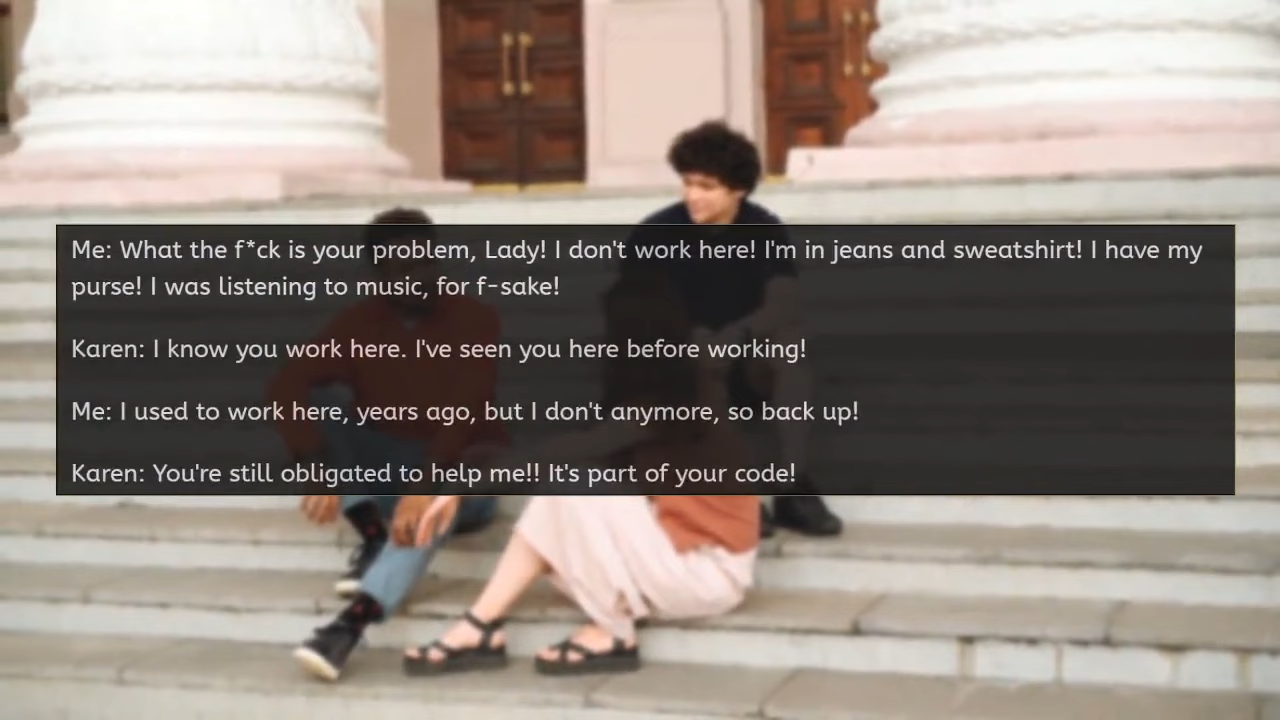 Me: What the f*ck is your problem, Lady! I don't work here! I'm in jeans and sweatshirt! I have my
purse! I was listening to music, for f-sake!
Karen: I know you work here. I've seen you here before working!
Me: I used to work here, years ago, but I don't anymore, so back up!
Karen: You're still obligated to help me!! It's part of your code!